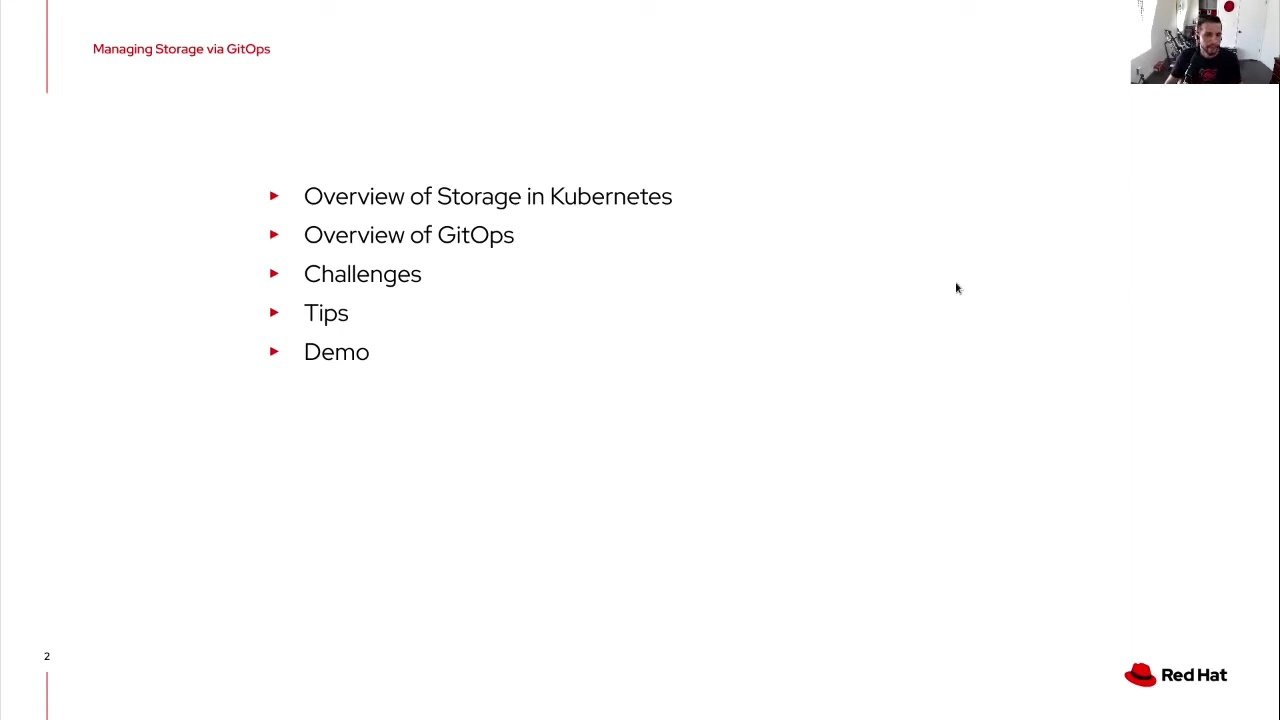 Managing Storage via GitOps
Overview of Storage in Kubernetes
Overview of GitOps
Challenges
Tips
Demo
2
Red Hat